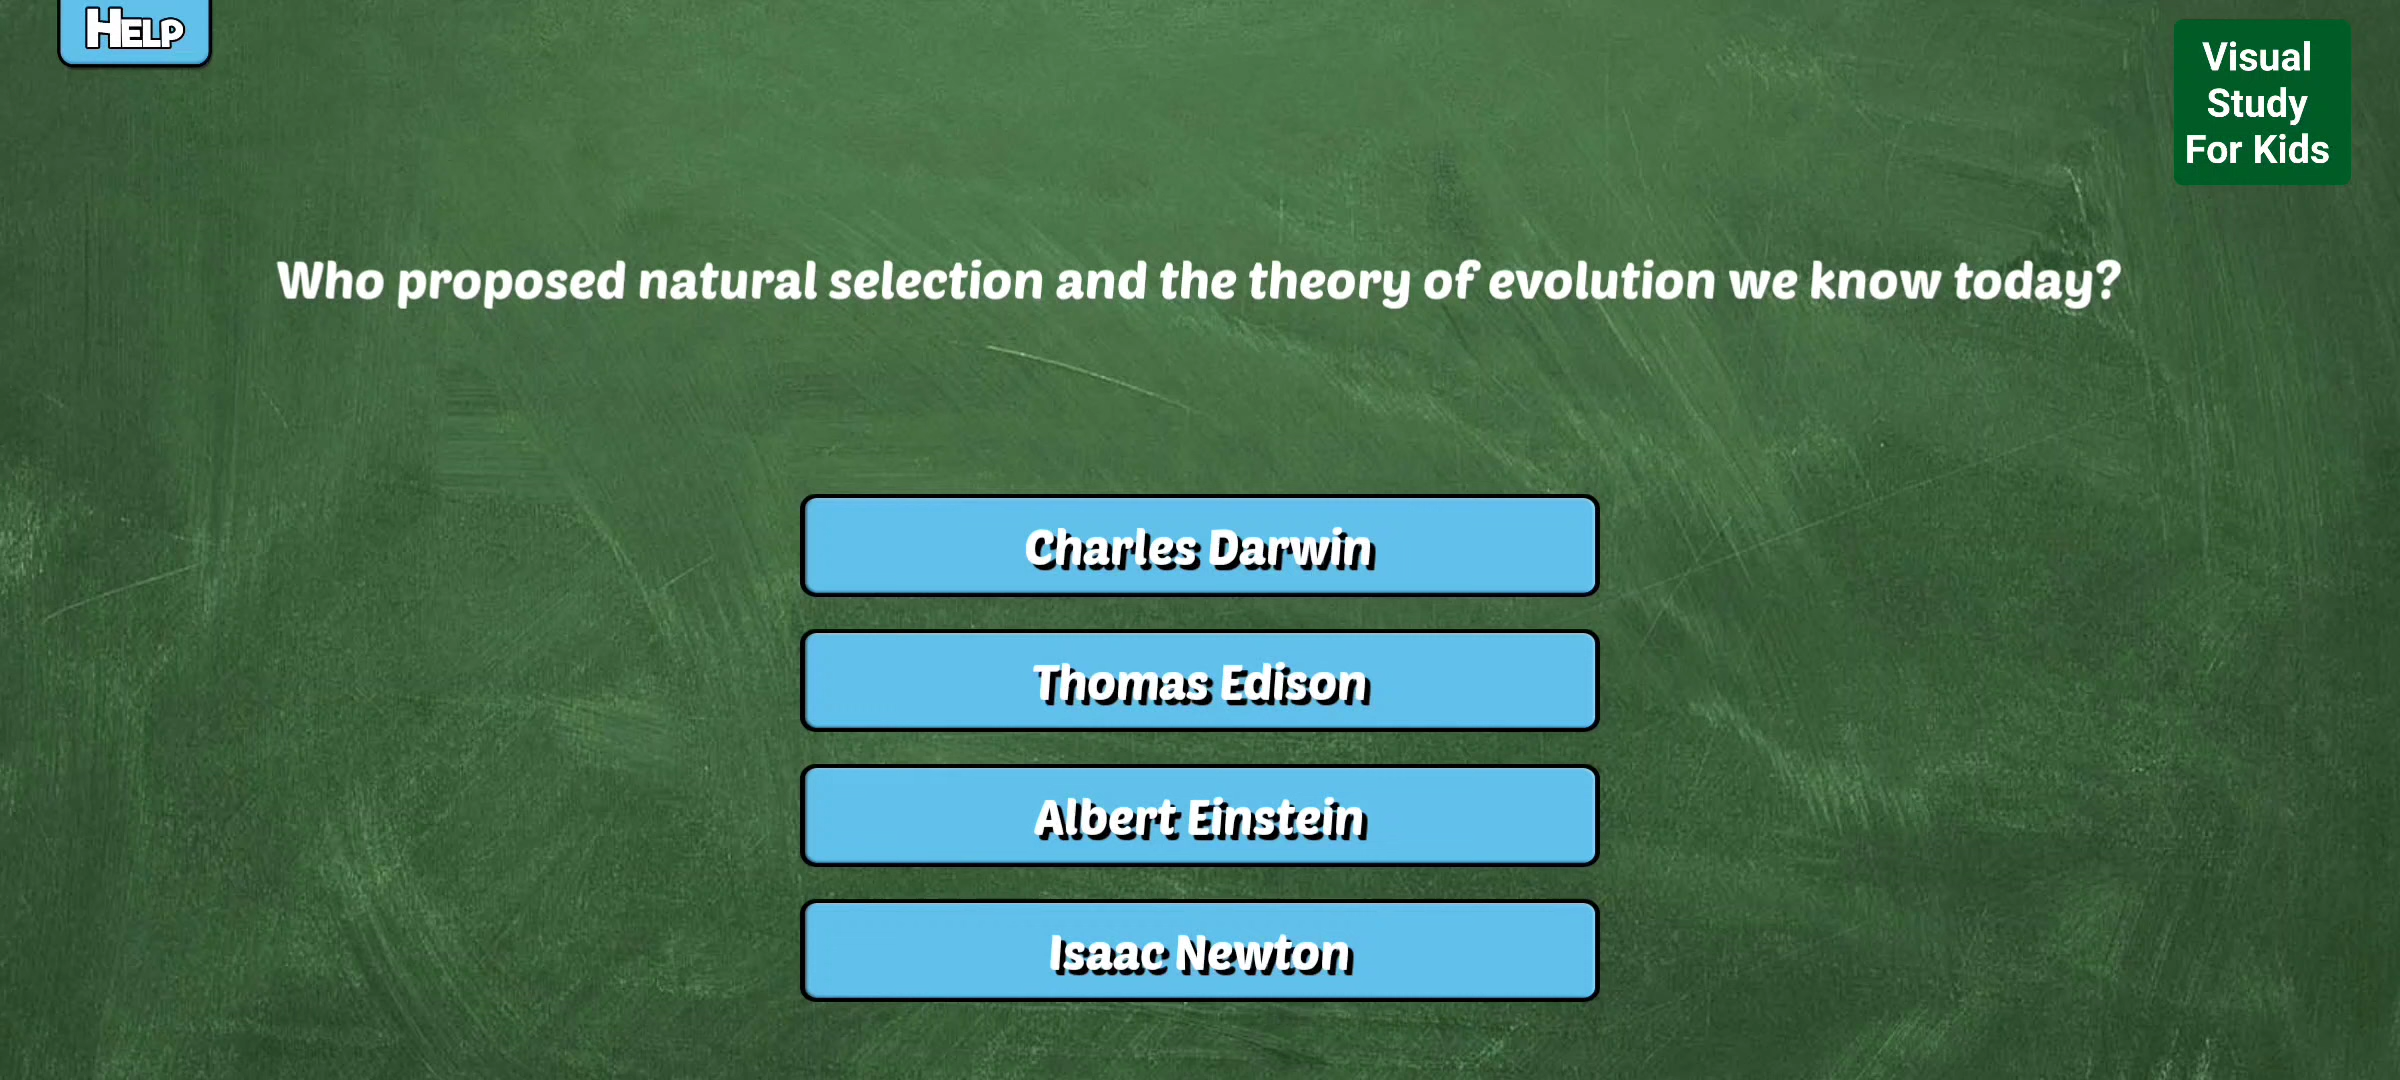 Help
Visual
Study
For Kids
Who proposed natural selection and the theory of evolution we know today?
Charles Darwin
Thomas Edison
Albert Einstein
Isaac Newton